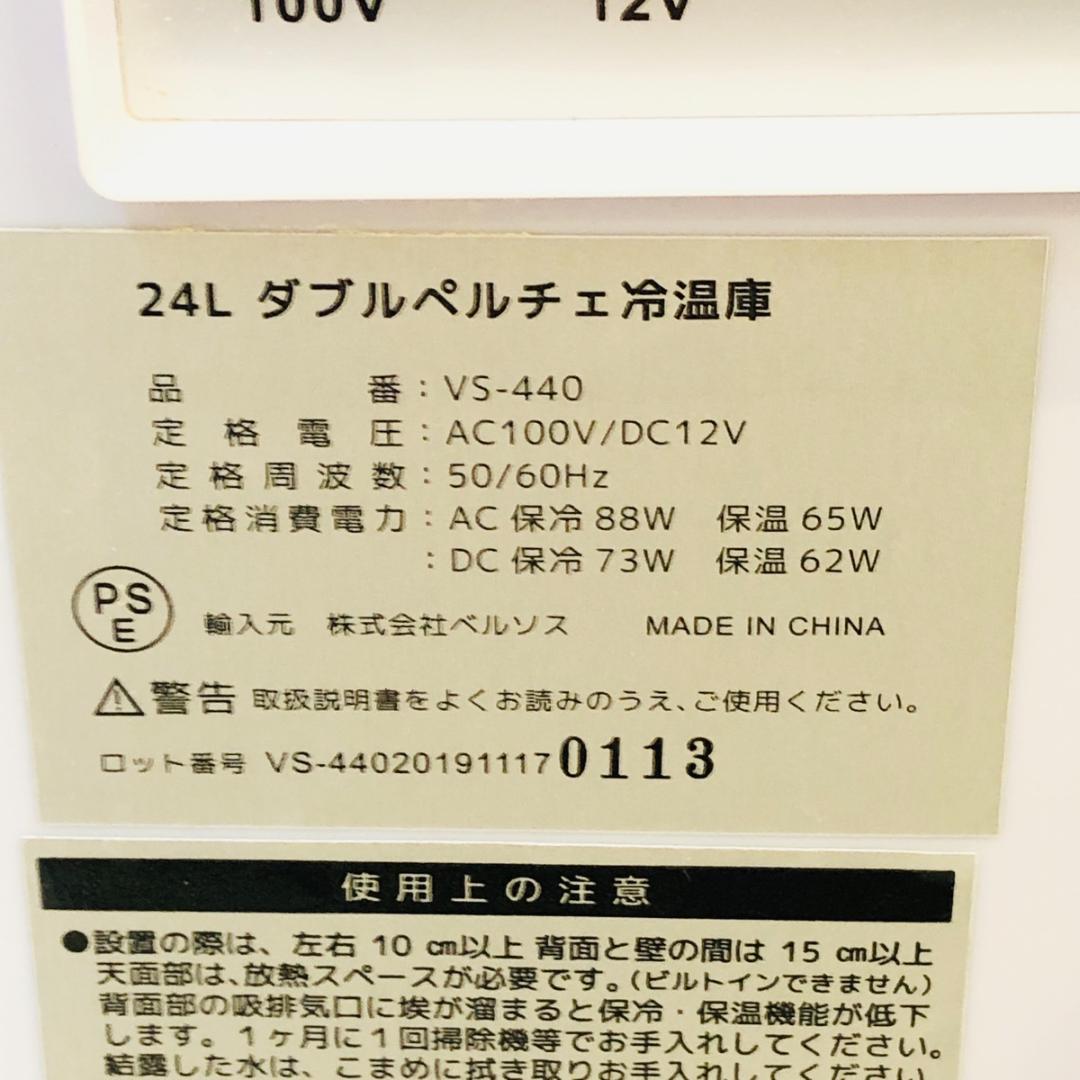 100V 12V
24L ダブルペルチェ冷温庫
品番：VS-440
定格電圧：AC100V/DC12V
定格周波数：50/60Hz
定格消費電力：AC 保冷 88W 保温 65W
：DC 保冷 73W 保温 62W
PSE
輸入元 株式会社ベルソス MADE IN CHINA
警告 取扱説明書をよくお読みのうえ、ご使用ください。
ロット番号 VS-44020191117 0113
使用上の注意
●設置の際は、左右 10 ㎝以上 背面と壁の間は 15 ㎝以上
天面部は、放熱スペースが必要です。（ビルトインできません）
背面部の吸排気口に埃が溜まると保冷・保温機能が低下
します。1ヶ月に1回掃除機等でお手入れしてください。
結露した水は、こまめに拭き取りお手入れしてください